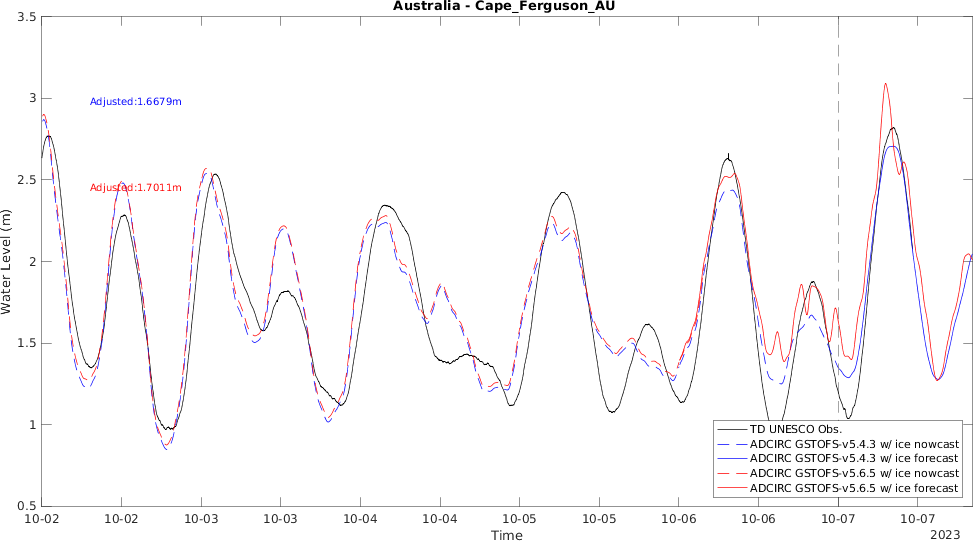 Australia - Cape_Ferguson_AU
3.5
3
2.5
2
1.5
1
0.5
Water Level (m)
Adjusted:1.6679m
Adjusted:1.7011m
TD UNESCO Obs.
ADCIRC GSTOFS-v5.4.3 w/ ice nowcast
ADCIRC GSTOFS-v5.4.3 w/ ice forecast
ADCIRC GSTOFS-v5.6.5 w/ ice nowcast
ADCIRC GSTOFS-v5.6.5 w/ ice forecast
10-02 10-02 10-03 10-03 10-04 10-04 10-05 10-05 10-06 10-06 10-07 10-07
Time
2023